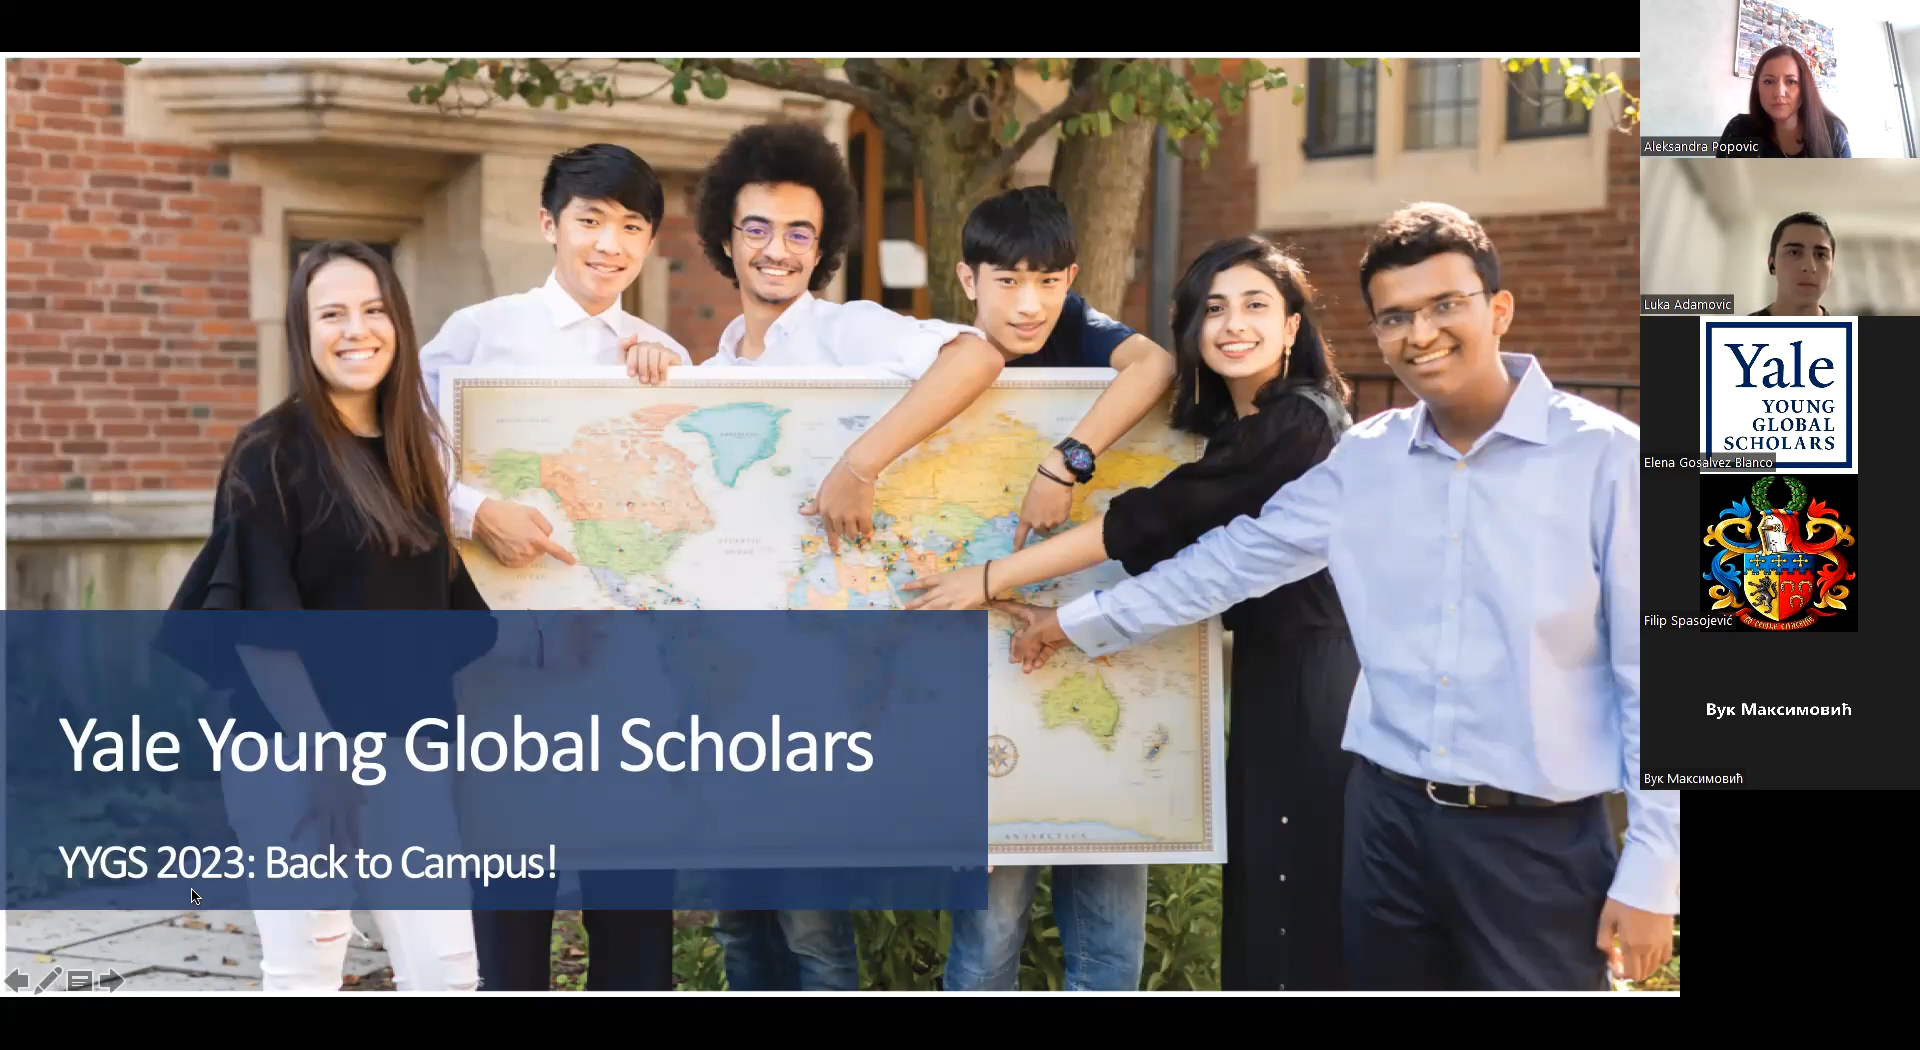 Yale Young Global Scholars
YYGS 2023: Back to Campus!
ANTARCTICA
Aleksandra Popovic
Luka Adamovic
Yale
YOUNG
GLOBAL
SCHOLARS
Elena Gosalvez Blanco
Filip Spasojević
Вук Максимовић
Вук Максимовић